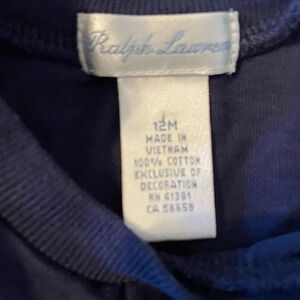 Ralph Lauren
12M
MADE IN
VIETNAM
100% COTTON
EXCLUSIVE OF
DECORATION
RN 41381
CA 56658